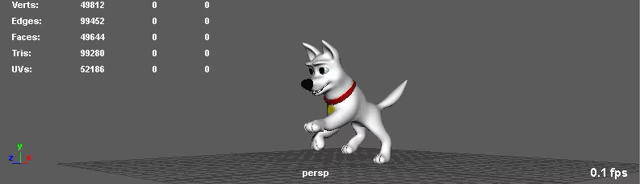 Verts: 49812 0 0
Edges: 99452 0 0
Faces: 49644 0 0
Tris: 99280 0 0
UVs: 52186 0 0
y
z x
persp
0.1 fps